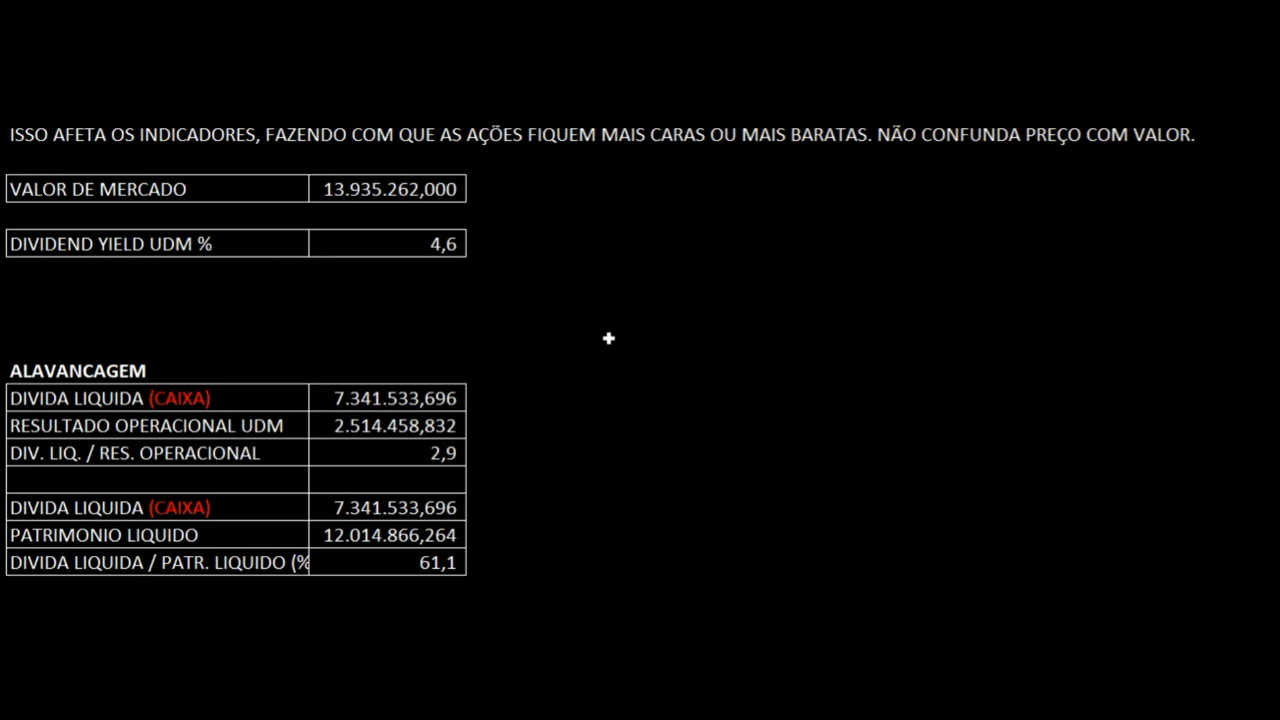 ISSO AFETA OS INDICADORES, FAZENDO COM QUE AS AÇÕES FIQUEM MAIS CARAS OU MAIS BARATAS. NÃO CONFUNDA PREÇO COM VALOR.
VALOR DE MERCADO 13.935.262,000
DIVIDEND YIELD UDM % 4,6
ALAVANCAGEM
DIVIDA LIQUIDA (CAIXA) 7.341.533,696
RESULTADO OPERACIONAL UDM 2.514.458,832
DIV. LIQ. / RES. OPERACIONAL 2,9
DIVIDA LIQUIDA (CAIXA) 7.341.533,696
PATRIMONIO LIQUIDO 12.014.866,264
DIVIDA LIQUIDA / PATR. LIQUIDO (% 61,1